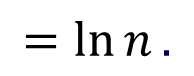 = ln n.